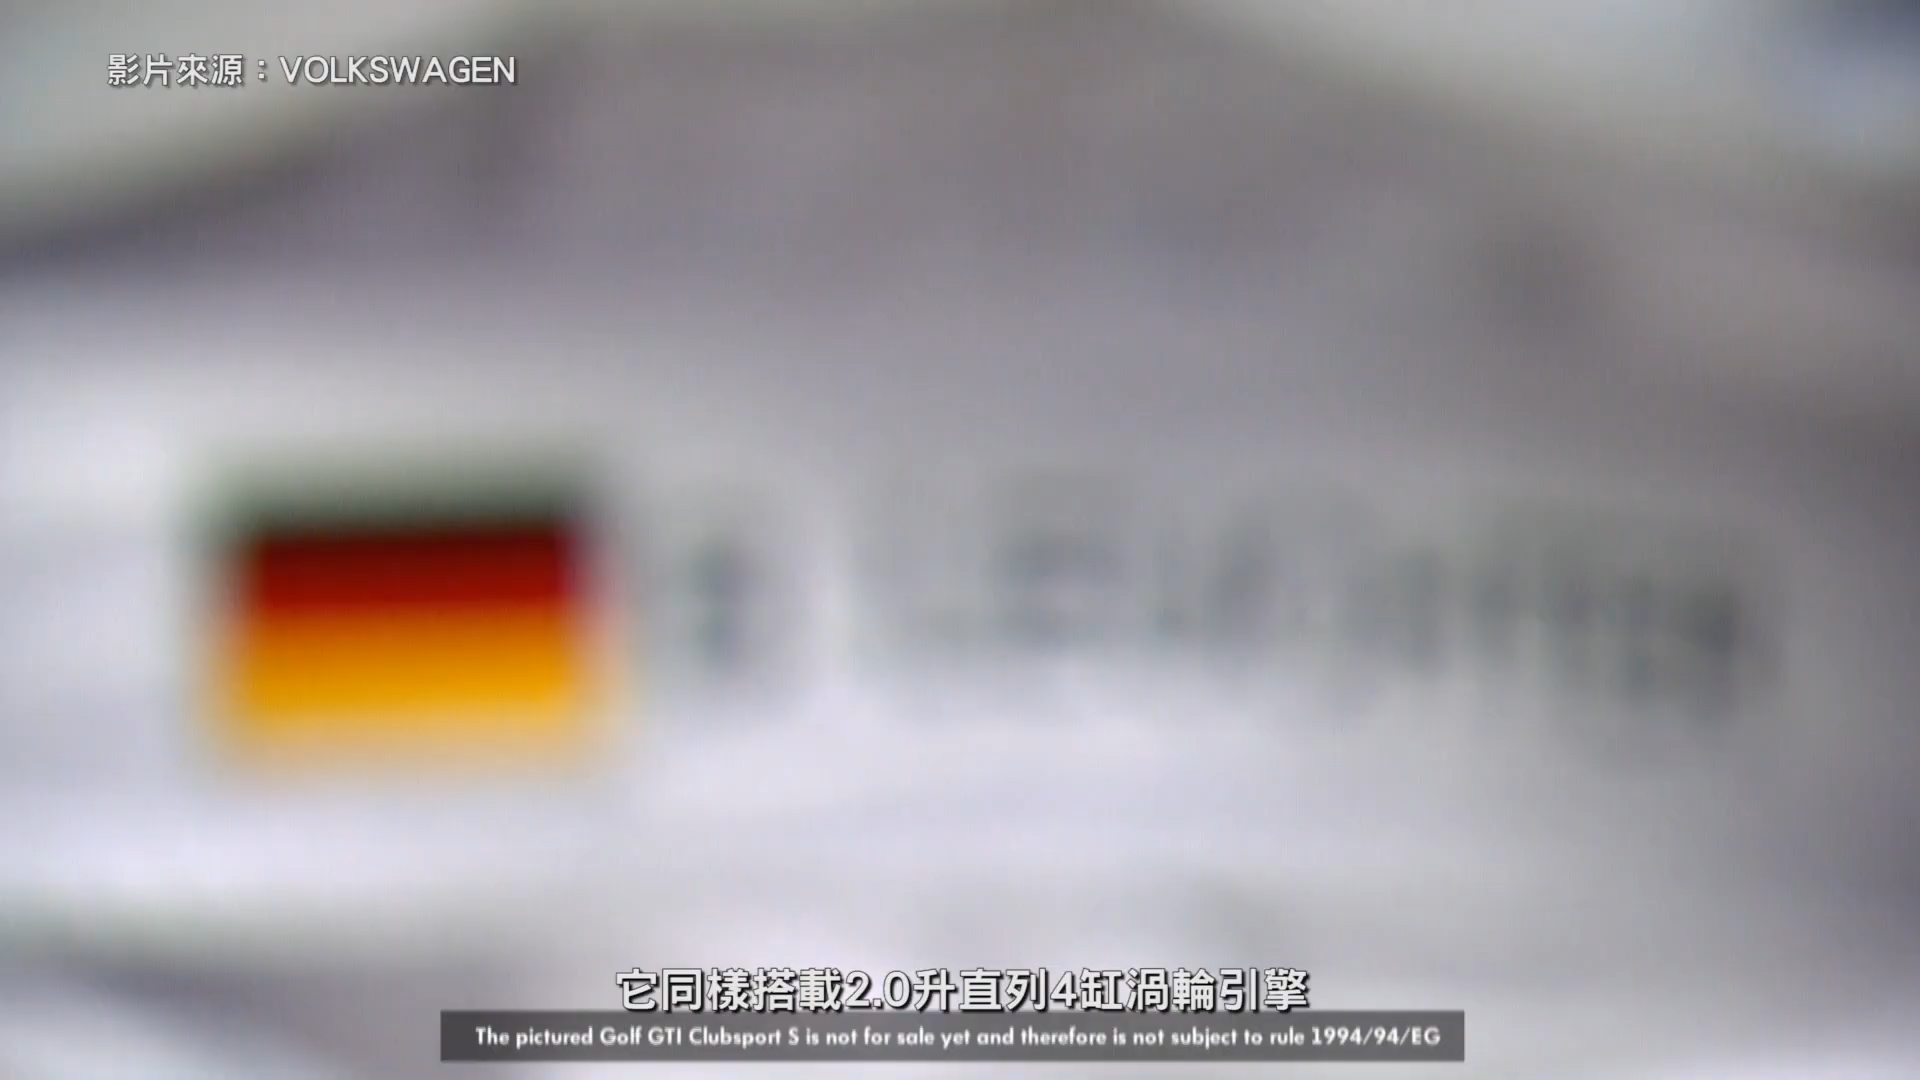 影片來源：VOLKSWAGEN
它同樣搭載2.0升直列4缸渦輪引擎
The pictured Golf GTI Clubsport S is not for sale yet and therefore is not subject to rule 1994/94/EG